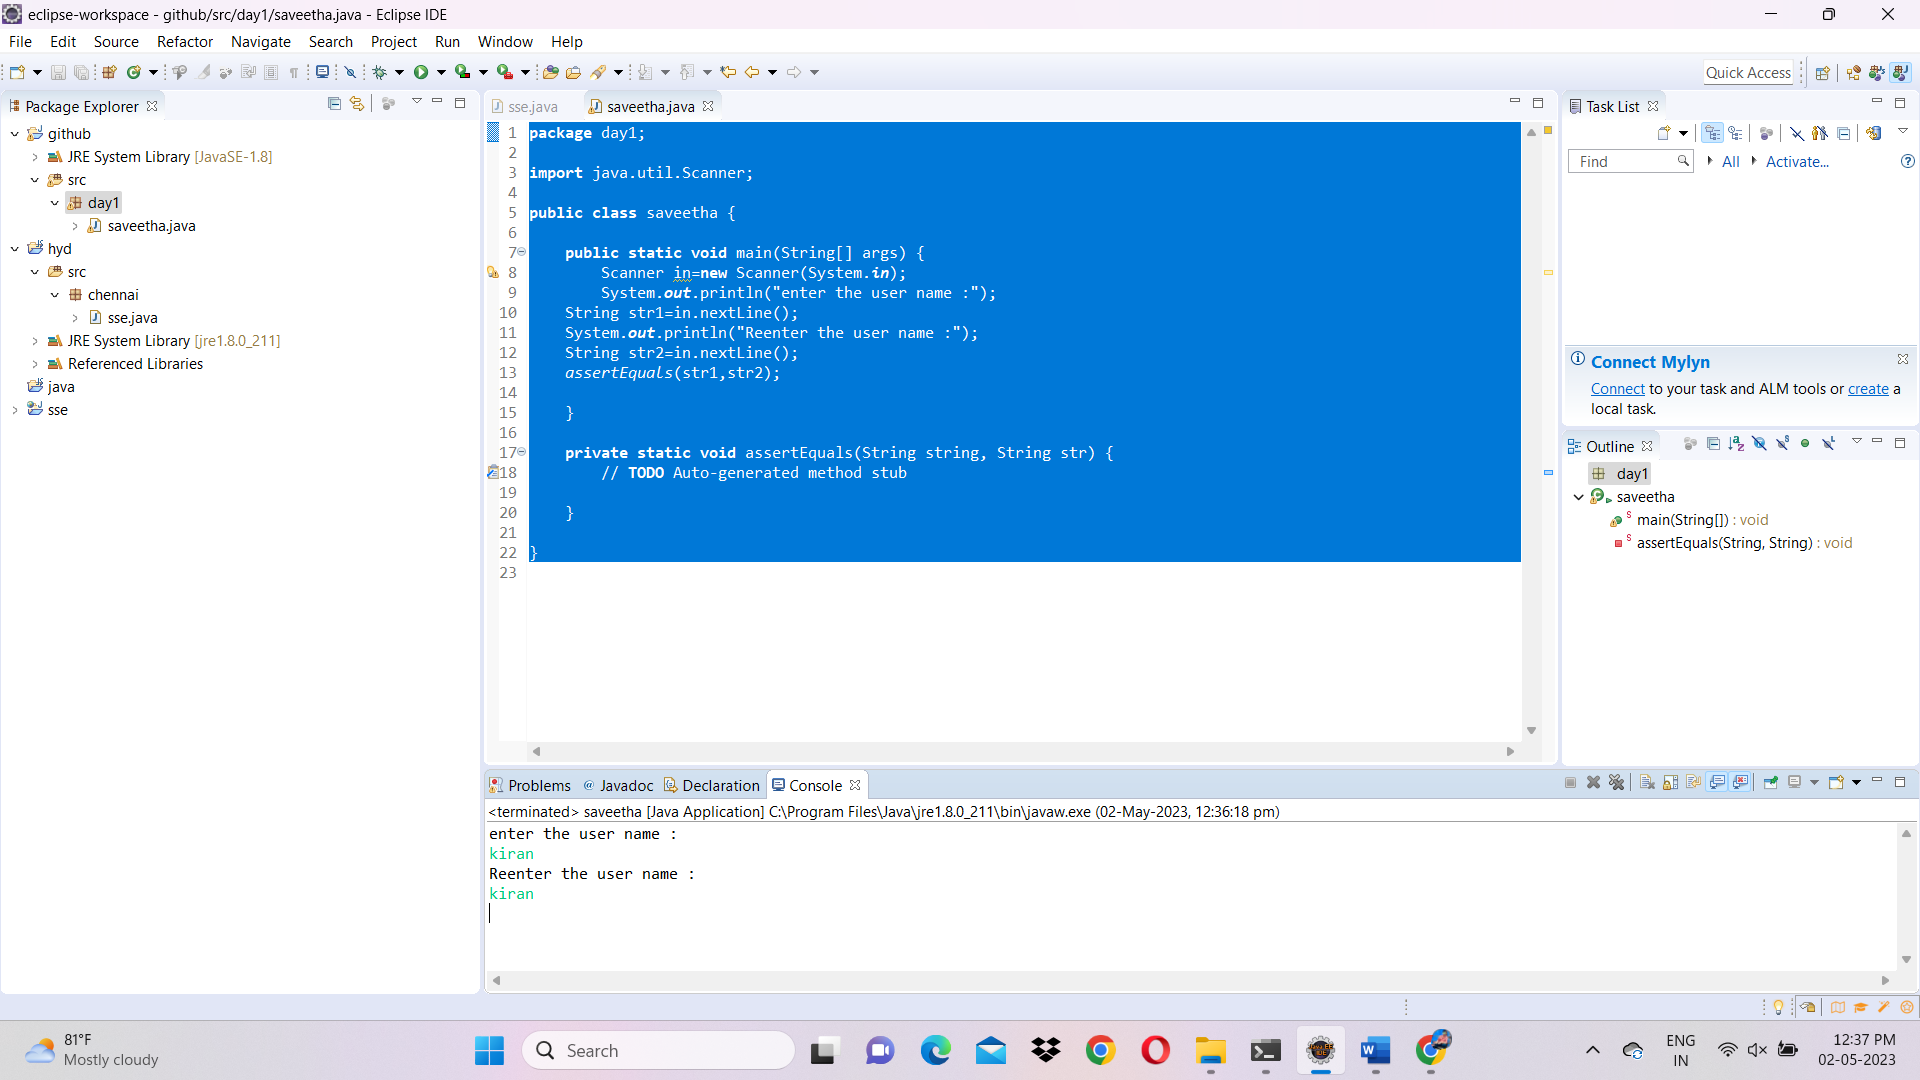 eclipse-workspace - github/src/day1/saveetha.java - Eclipse IDE
File Edit Source Refactor Navigate Search Project Run Window Help
Quick Access
Package Explorer
github
JRE System Library [JavaSE-1.8]
src
day1
saveetha.java
hyd
src
chennai
sse.java
JRE System Library [jre1.8.0_211]
Referenced Libraries
java
sse
sse.java saveetha.java
1 package day1;
2
3 import java.util.Scanner;
4
5 public class saveetha {
6
7 public static void main(String[] args) {
8 Scanner in=new Scanner(System.in);
9 System.out.println("enter the user name :");
10 String str1=in.nextLine();
11 System.out.println("Reenter the user name :");
12 String str2=in.nextLine();
13 assertEquals(str1,str2);
14
15 }
16
17 private static void assertEquals(String string, String str) {
18 // TODO Auto-generated method stub
19
20 }
21
22 }
23
Task List
Find All Activate...
Connect Mylyn
Connect to your task and ALM tools or create a
local task.
Outline
day1
saveetha
main(String[]) : void
assertEquals(String, String) : void
Problems @ Javadoc Declaration Console
<terminated> saveetha [Java Application] C:\Program Files\Java\jre1.8.0_211\bin\javaw.exe (02-May-2023, 12:36:18 pm)
enter the user name :
kiran
Reenter the user name :
kiran
81°F
Mostly cloudy
Search
ENG
IN
12:37 PM
02-05-2023